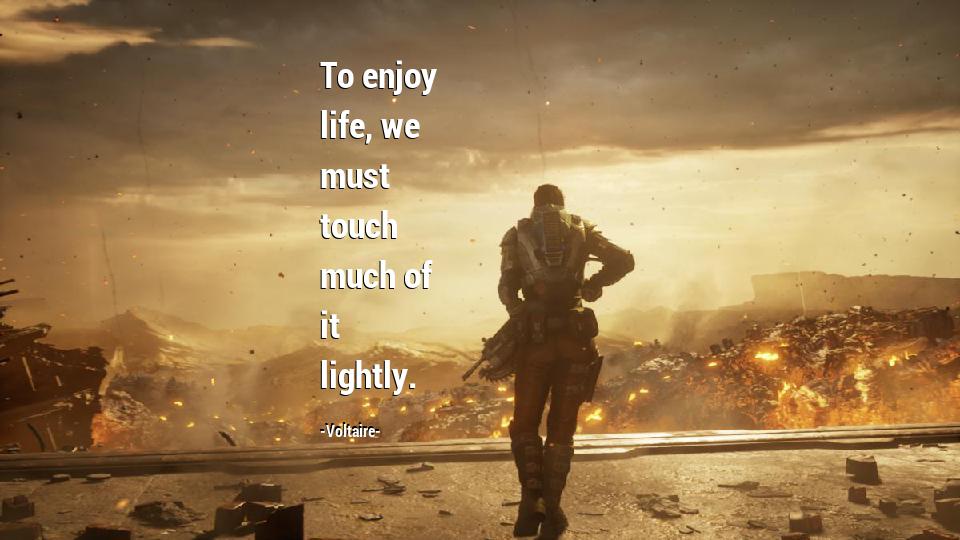 To enjoy
life, we
must
touch
much of
it
lightly.
-Voltaire-